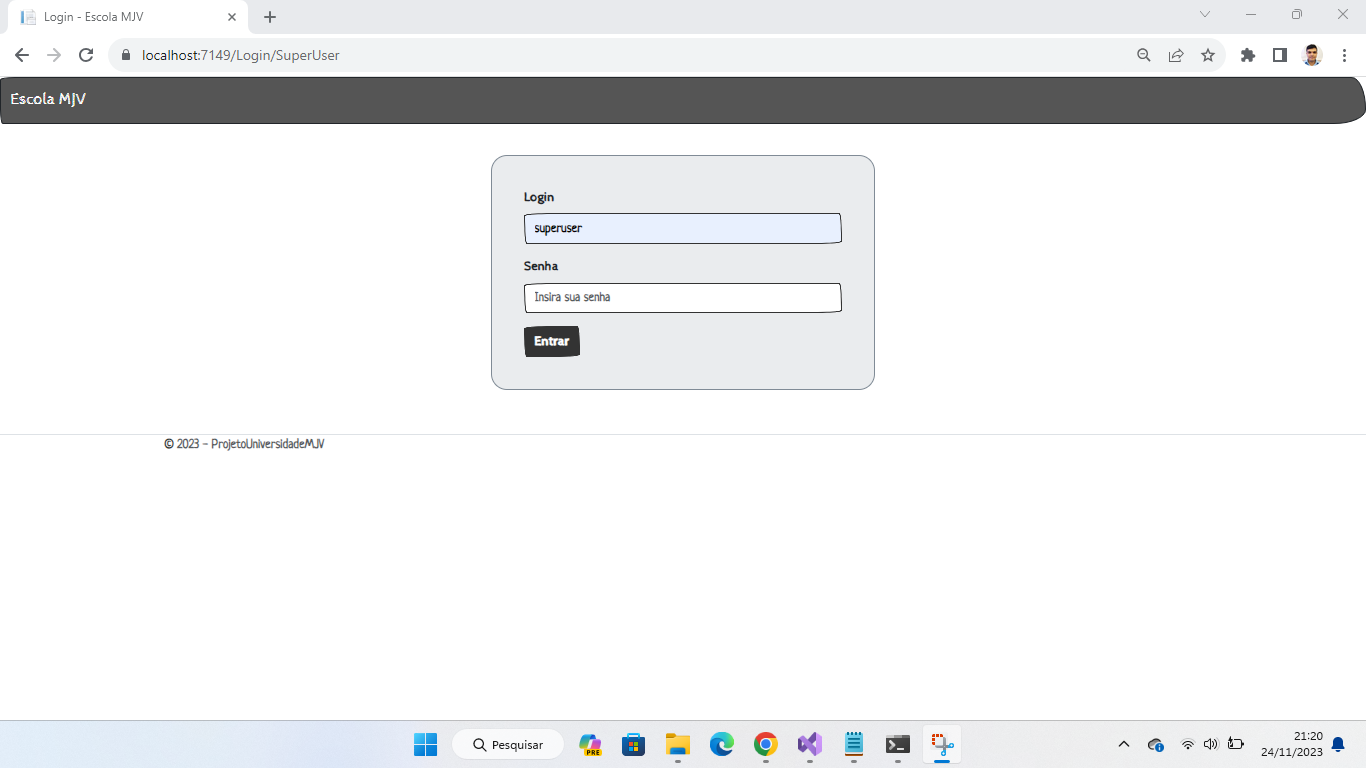 Login - Escola MJV
localhost:7149/Login/SuperUser
Escola MJV
Login
superuser
Senha
Insira sua senha
Entrar
© 2023 - ProjetoUniversidadeMJV
Pesquisar
PRE
21:20
24/11/2023